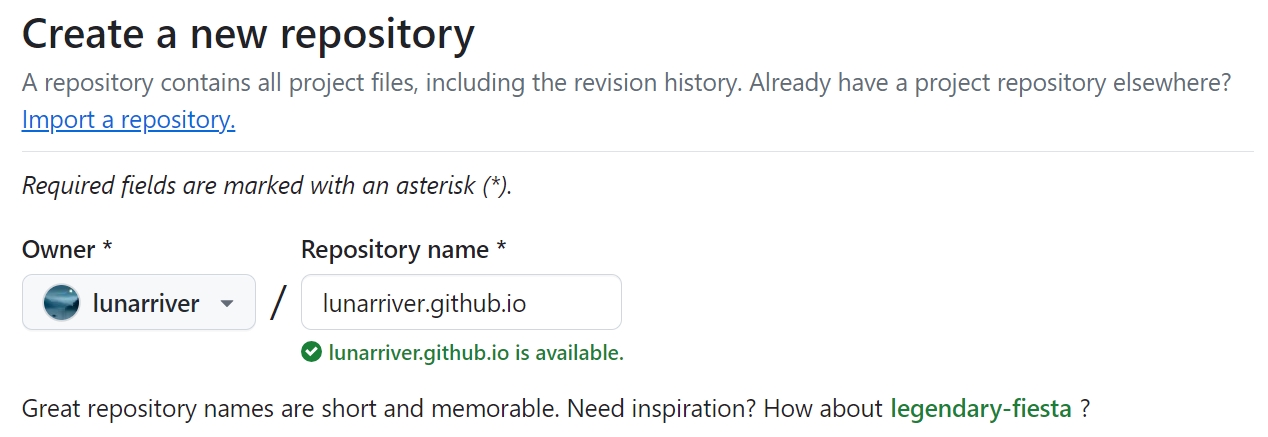 Create a new repository
A repository contains all project files, including the revision history. Already have a project repository elsewhere?
Import a repository.
Required fields are marked with an asterisk (*).
Owner * Repository name *
lunarriver / lunarriver.github.io
lunarriver.github.io is available.
Great repository names are short and memorable. Need inspiration? How about legendary-fiesta ?